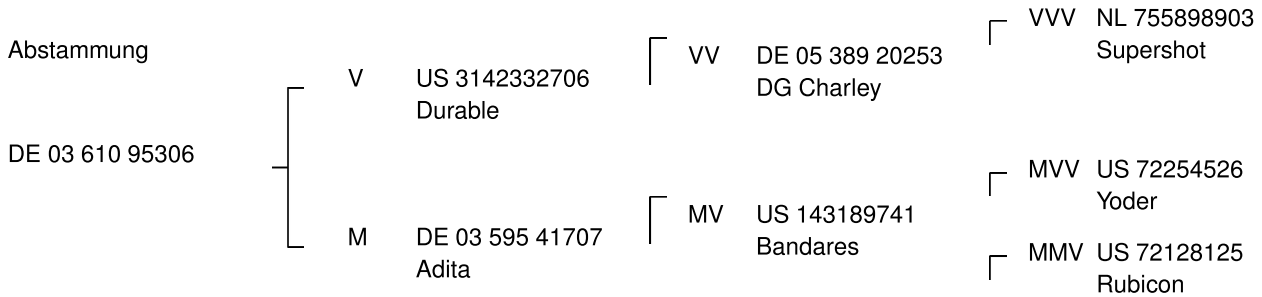 Abstammung
DE 03 610 95306
V US 3142332706
Durable
M DE 03 595 41707
Adita
VV DE 05 389 20253
DG Charley
MV US 143189741
Bandares
VVV NL 755898903
Supershot
MVV US 72254526
Yoder
MMV US 72128125
Rubicon